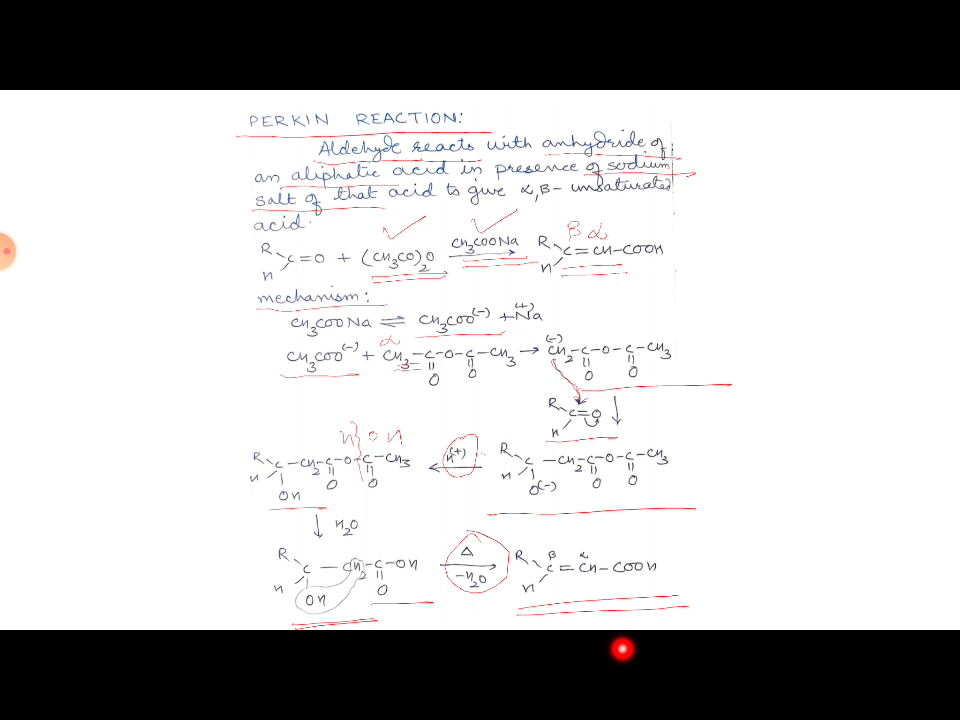 PERKIN REACTION:
Aldehyde reacts with anhydride of
an aliphatic acid in presence of sodium
salt of that acid to give α,β-unsaturated
acid.
R H C=O + (CH3CO)2O CH3COONa → R H C=CH-COOH
β α
mechanism:
CH3COONa ⇌ CH3COO(-) + Na(+)
α
CH3COO(-) + CH3-C-O-C-CH3 → (-)CH2-C-O-C-CH3
O O O O
R H C=O ↓
H O H
R H C-CH2-C-O-C-CH3 ← H(+) R H C-CH2-C-O-C-CH3
OH O O O(-) O O
↓ H2O
R H C-CH2-C-OH Δ -H2O → R H C=CH-COOH
β α
OH O